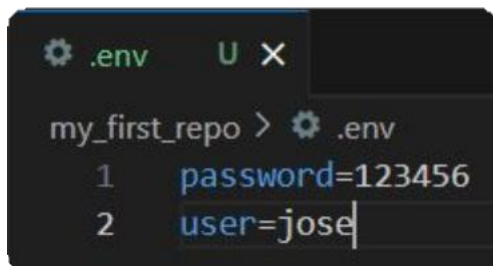 .env U
my_first_repo > .env
1 password=123456
2 user=jose